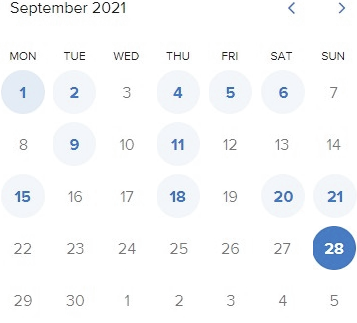 September 2021 < >
MON TUE WED THU FRI SAT SUN
1 2 3 4 5 6 7
8 9 10 11 12 13 14
15 16 17 18 19 20 21
22 23 24 25 26 27 28
29 30 1 2 3 4 5